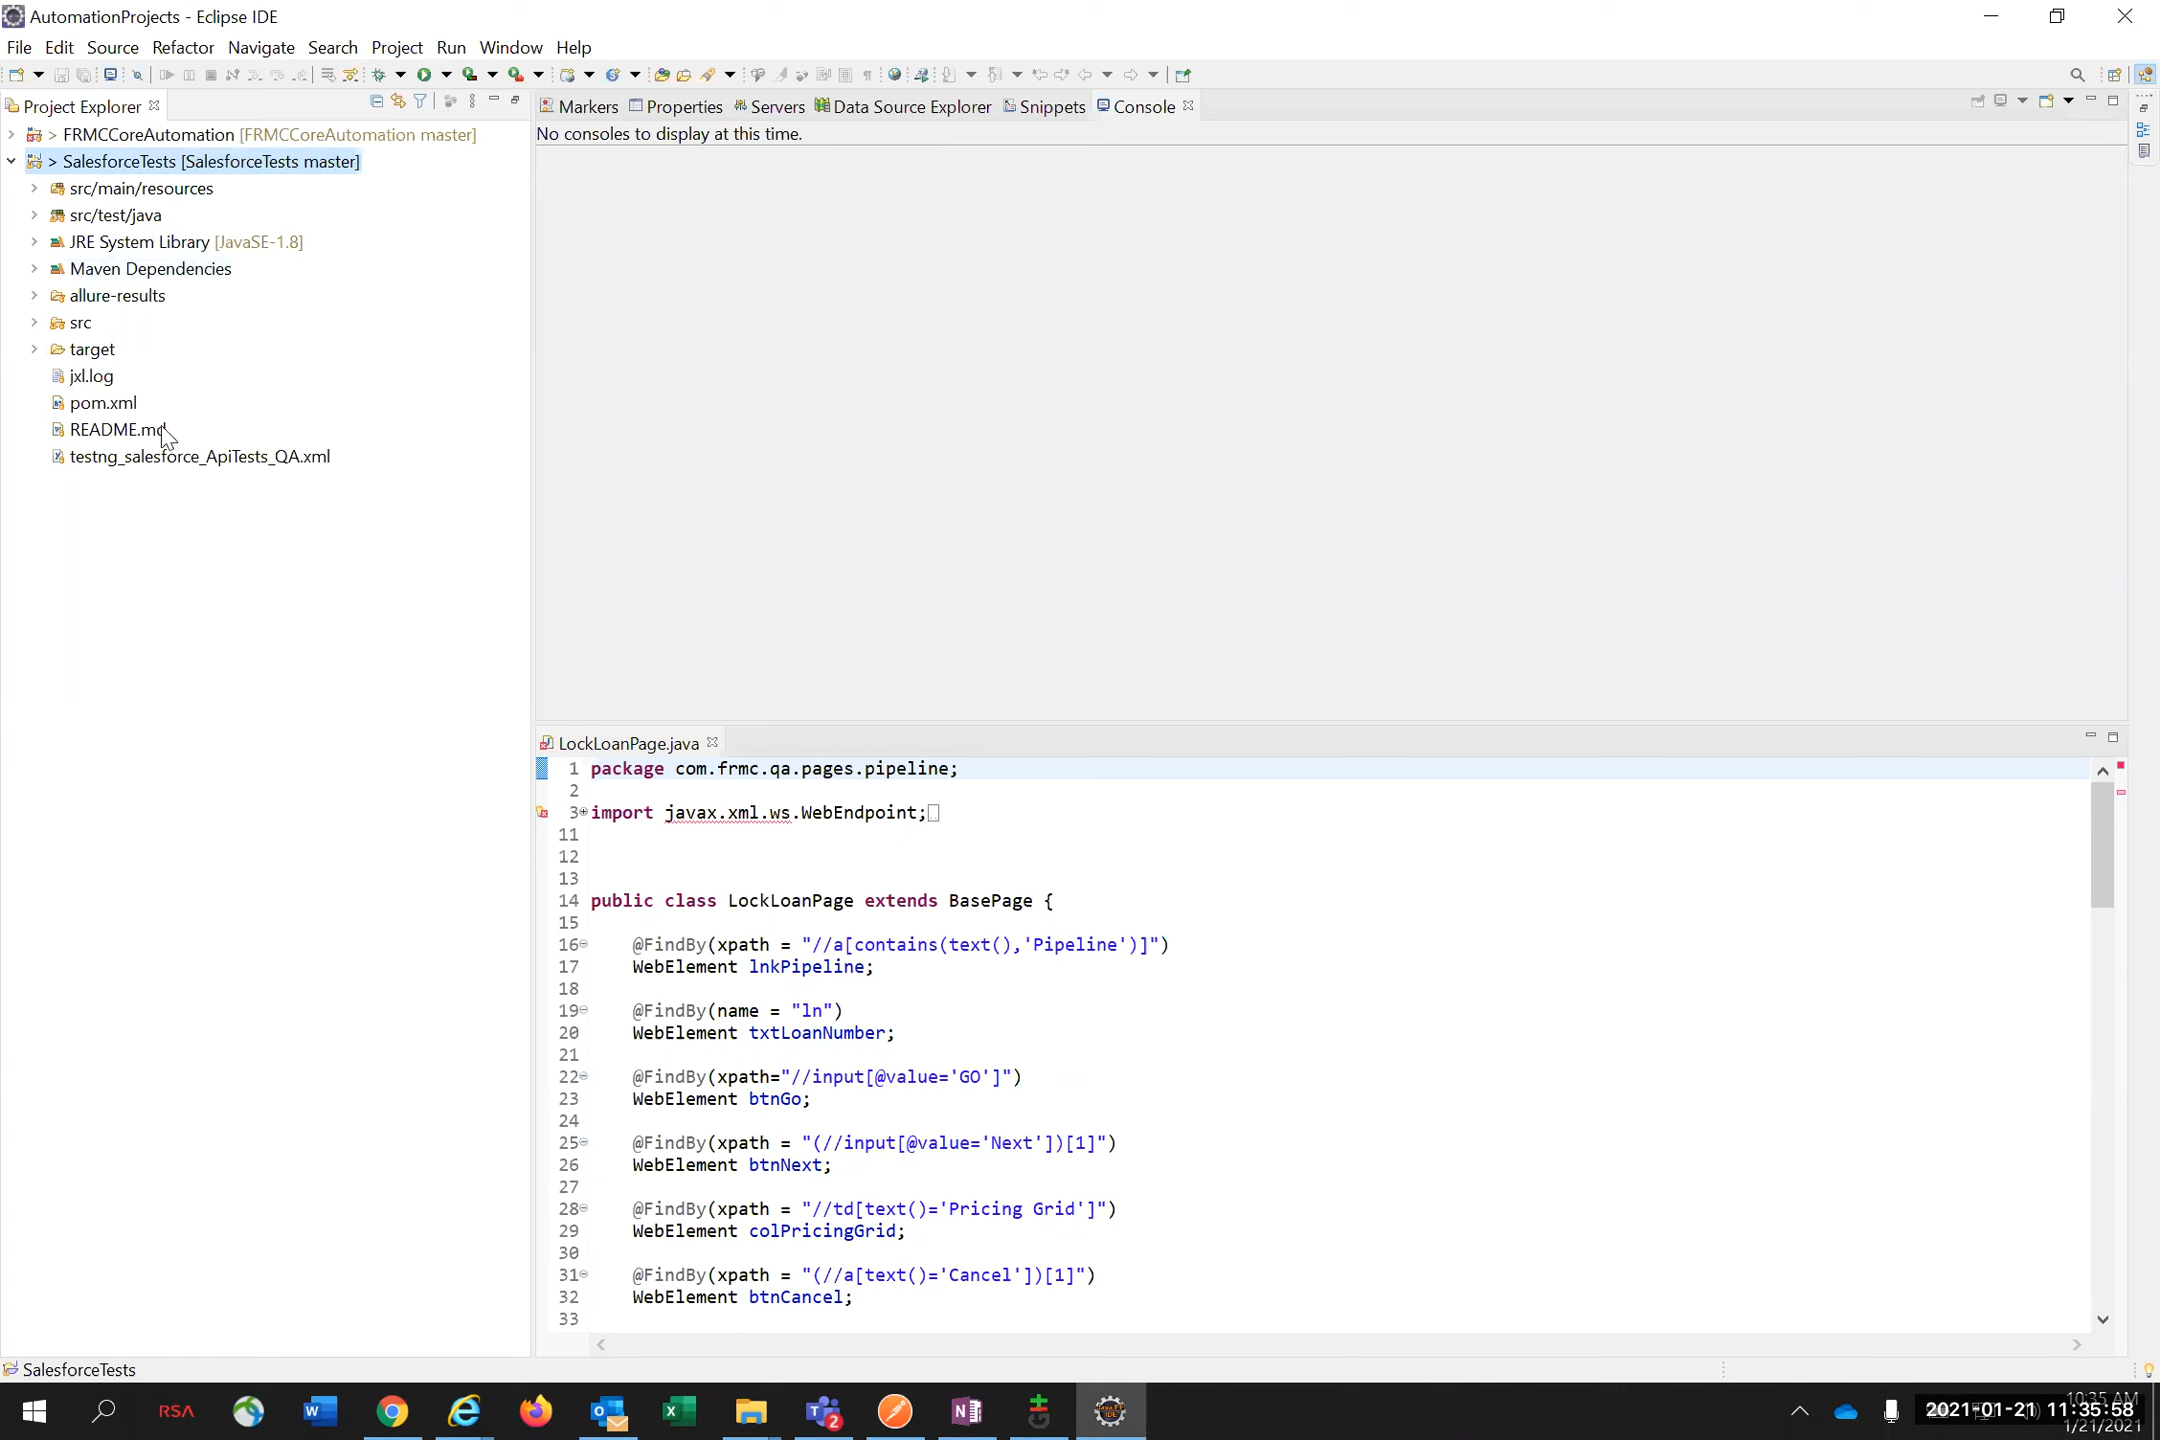 AutomationProjects - Eclipse IDE
File Edit Source Refactor Navigate Search Project Run Window Help
Project Explorer
> FRMCCoreAutomation [FRMCCoreAutomation master]
> SalesforceTests [SalesforceTests master]
src/main/resources
src/test/java
JRE System Library [JavaSE-1.8]
Maven Dependencies
allure-results
src
target
jxl.log
pom.xml
README.md
testng_salesforce_ApiTests_QA.xml
Markers Properties Servers Data Source Explorer Snippets Console
No consoles to display at this time.
LockLoanPage.java
1 package com.frmc.qa.pages.pipeline;
2
3 import javax.xml.ws.WebEndpoint;
11
12
13
14 public class LockLoanPage extends BasePage {
15
16 @FindBy(xpath = "//a[contains(text(),'Pipeline')]")
17 WebElement lnkPipeline;
18
19 @FindBy(name = "ln")
20 WebElement txtLoanNumber;
21
22 @FindBy(xpath="//input[@value='GO']")
23 WebElement btnGo;
24
25 @FindBy(xpath = "(//input[@value='Next'])[1]")
26 WebElement btnNext;
27
28 @FindBy(xpath = "//td[text()='Pricing Grid']")
29 WebElement colPricingGrid;
30
31 @FindBy(xpath = "(//a[text()='Cancel'])[1]")
32 WebElement btnCancel;
33
SalesforceTests
RSA
2
10:35 AM
2021-01-21 11:35:58
1/21/2021